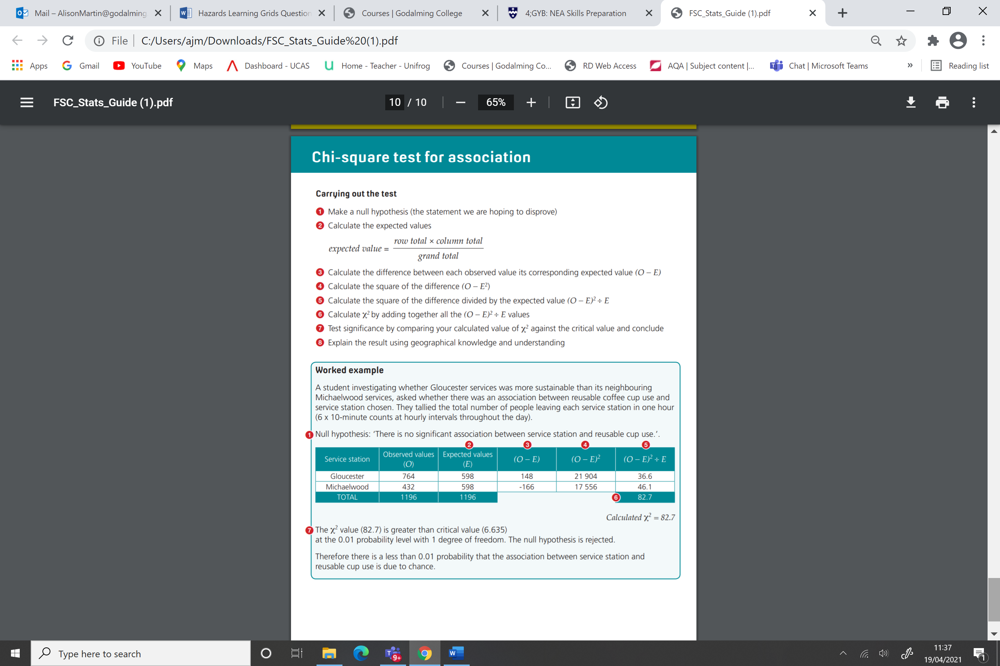 Mail – AlisonMartin@godalming
Hazards Learning Grids Question
Courses | Godalming College
4;GYB: NEA Skills Preparation
FSC_Stats_Guide (1).pdf
File
C:/Users/ajm/Downloads/FSC_Stats_Guide%20(1).pdf
Apps
Gmail
YouTube
Maps
Dashboard - UCAS
Home - Teacher - Unifrog
Courses | Godalming Co...
RD Web Access
AQA | Subject content |...
Chat | Microsoft Teams
»
Reading list
FSC_Stats_Guide (1).pdf
10 / 10
65%
Chi-square test for association
Carrying out the test
1 Make a null hypothesis (the statement we are hoping to disprove)
2 Calculate the expected values
expected value = row total × column total
grand total
3 Calculate the difference between each observed value its corresponding expected value (O – E)
4 Calculate the square of the difference (O – E²)
5 Calculate the square of the difference divided by the expected value (O – E)² ÷ E
6 Calculate χ² by adding together all the (O – E)² ÷ E values
7 Test significance by comparing your calculated value of χ² against the critical value and conclude
8 Explain the result using geographical knowledge and understanding
Worked example
A student investigating whether Gloucester services was more sustainable than its neighbouring
Michaelwood services, asked whether there was an association between reusable coffee cup use and
service station chosen. They tallied the total number of people leaving each service station in one hour
(6 x 10-minute counts at hourly intervals throughout the day).
1 Null hypothesis: ‘There is no significant association between service station and reusable cup use.’.
2 3 4 5
Service station Observed values (O) Expected values (E) (O – E) (O – E)² (O – E)² ÷ E
Gloucester 764 598 148 21 904 36.6
Michaelwood 432 598 -166 17 556 46.1
TOTAL 1196 1196 6 82.7
Calculated χ² = 82.7
7 The χ² value (82.7) is greater than critical value (6.635)
at the 0.01 probability level with 1 degree of freedom. The null hypothesis is rejected.
Therefore there is a less than 0.01 probability that the association between service station and
reusable cup use is due to chance.
Type here to search
9+
11:37
19/04/2021
1